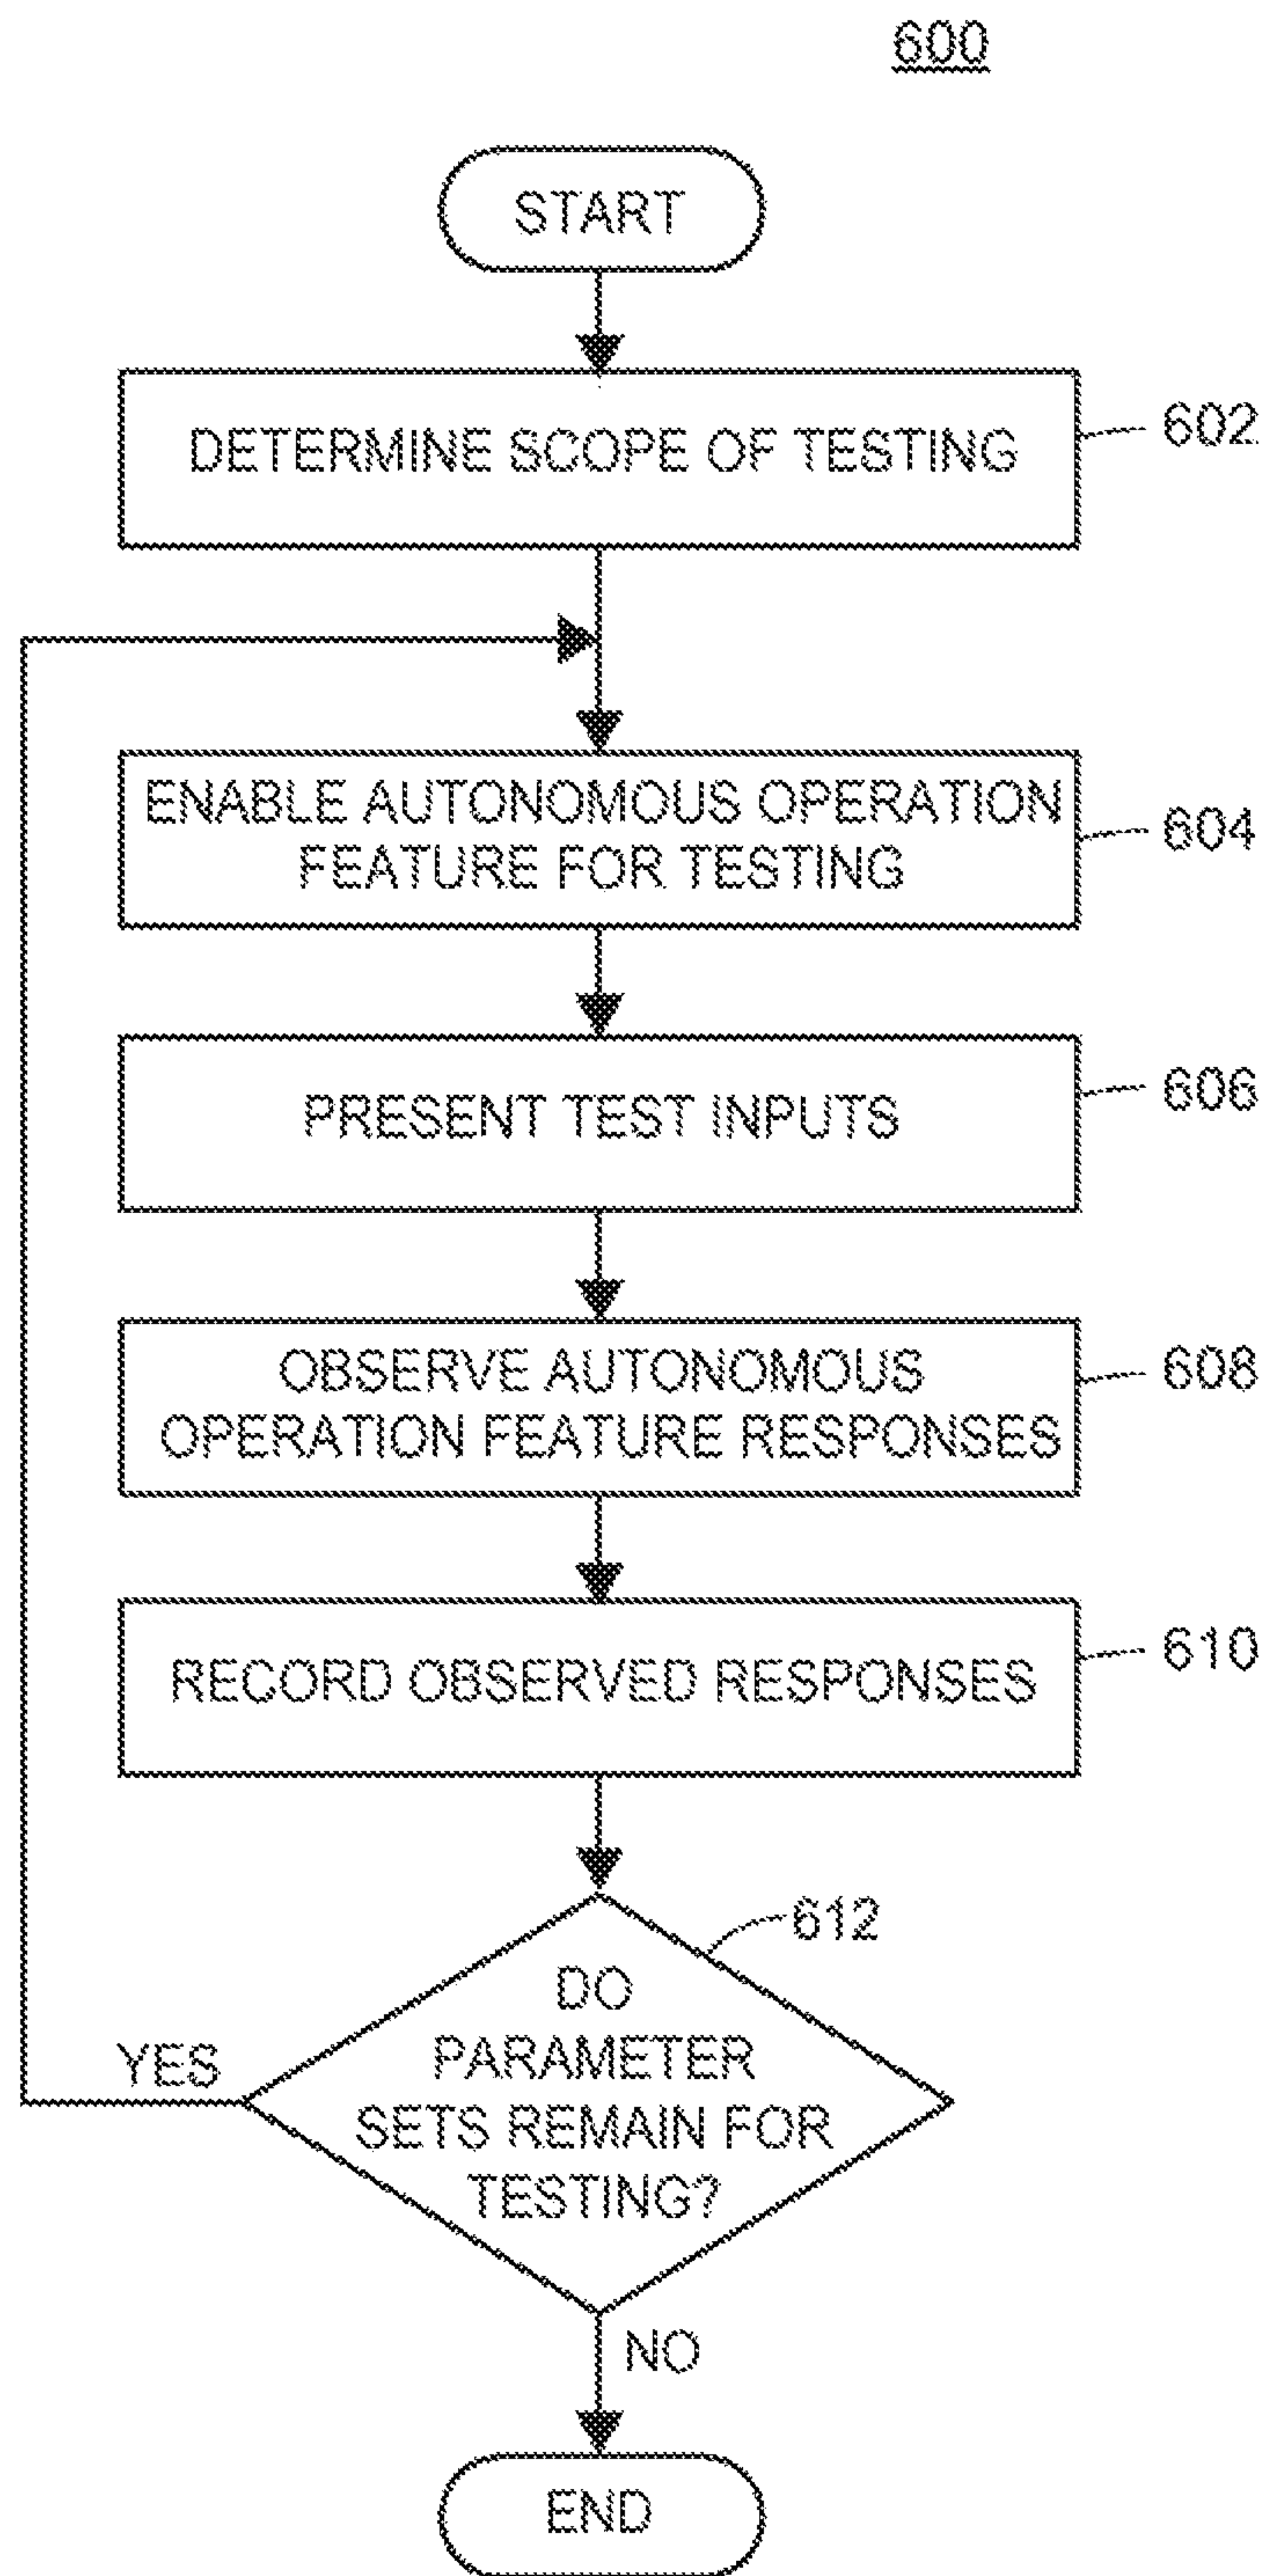 600
START
DETERMINE SCOPE OF TESTING
602
ENABLE AUTONOMOUS OPERATION
FEATURE FOR TESTING
604
PRESENT TEST INPUTS
606
OBSERVE AUTONOMOUS
OPERATION FEATURE RESPONSES
608
RECORD OBSERVED RESPONSES
610
612
DO
PARAMETER
SETS REMAIN FOR
TESTING?
YES
NO
END